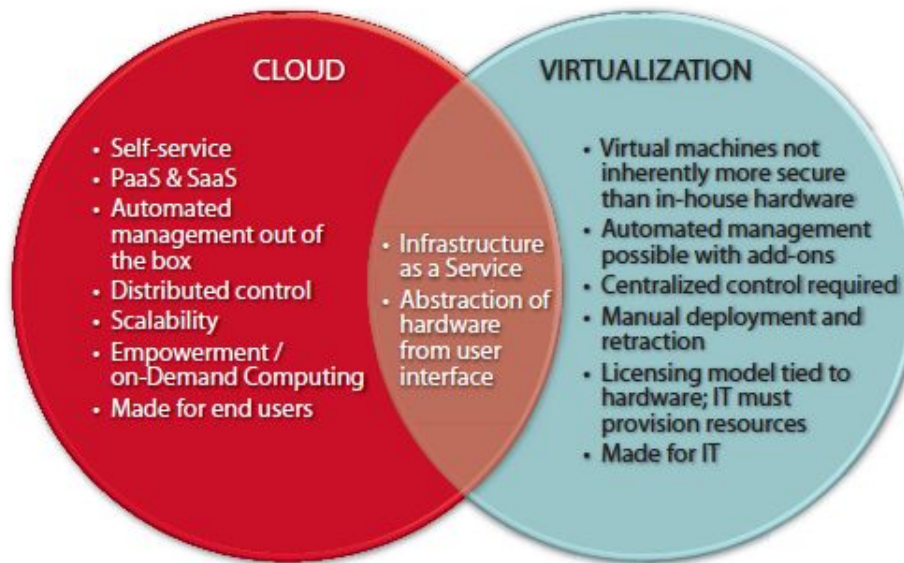 CLOUD
• Self-service
• PaaS & SaaS
• Automated
management out of
the box
• Distributed control
• Scalability
• Empowerment /
on-Demand Computing
• Made for end users
• Infrastructure
as a Service
• Abstraction of
hardware
from user
interface
VIRTUALIZATION
• Virtual machines not
inherently more secure
than in-house hardware
• Automated management
possible with add-ons
• Centralized control required
• Manual deployment and
retraction
• Licensing model tied to
hardware; IT must
provision resources
• Made for IT